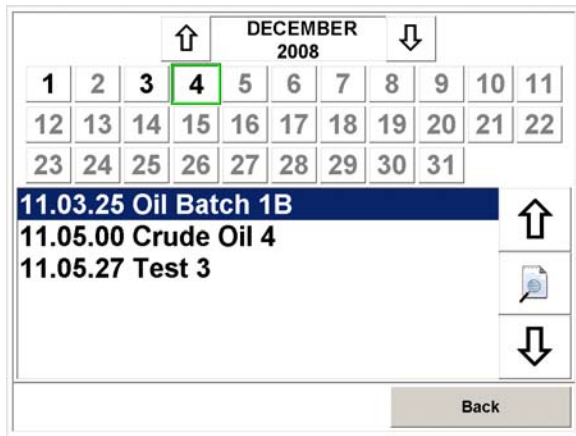 DECEMBER
2008
1 2 3 4 5 6 7 8 9 10 11
12 13 14 15 16 17 18 19 20 21 22
23 24 25 26 27 28 29 30 31
11.03.25 Oil Batch 1B
11.05.00 Crude Oil 4
11.05.27 Test 3
Back